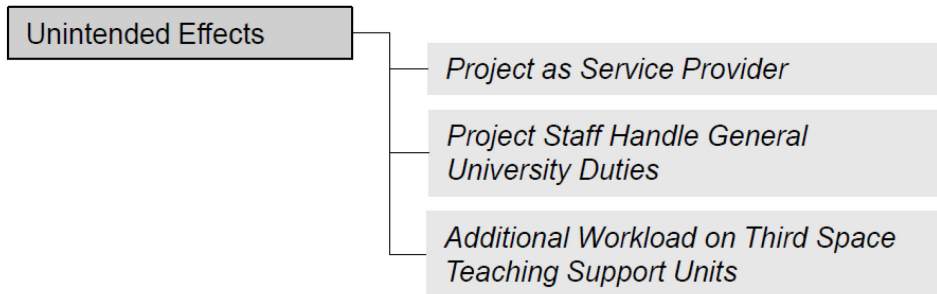 Unintended Effects
Project as Service Provider
Project Staff Handle General
University Duties
Additional Workload on Third Space
Teaching Support Units